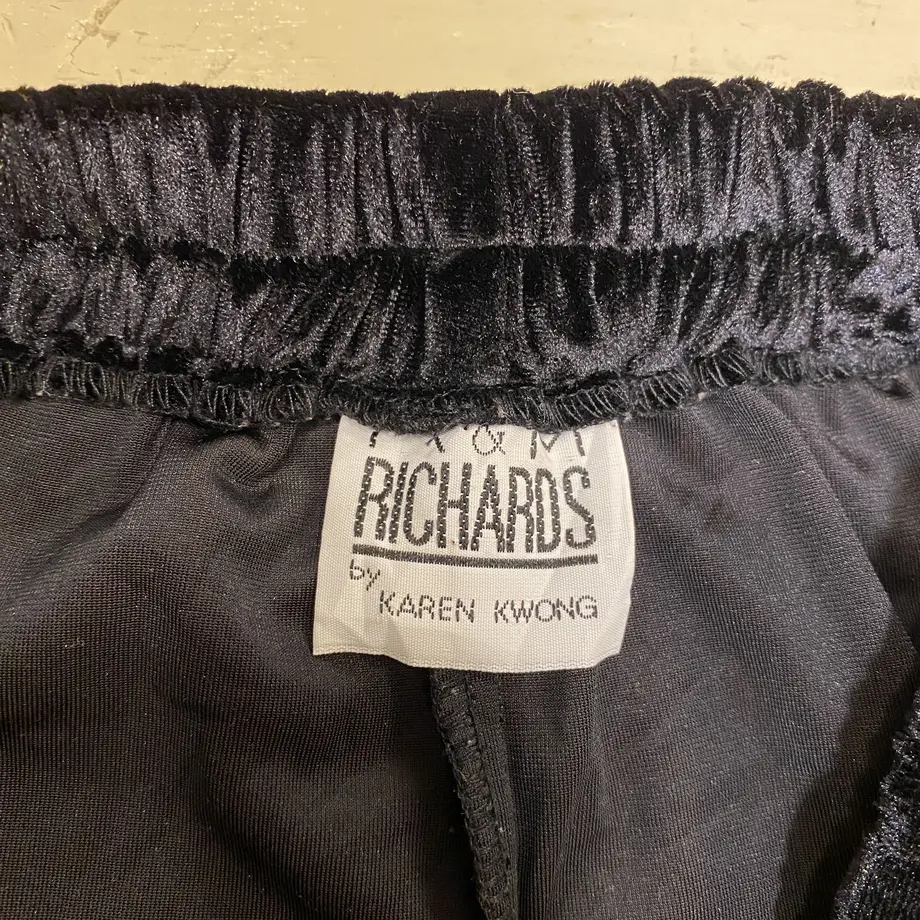 & M
RICHARDS
by
KAREN KWONG